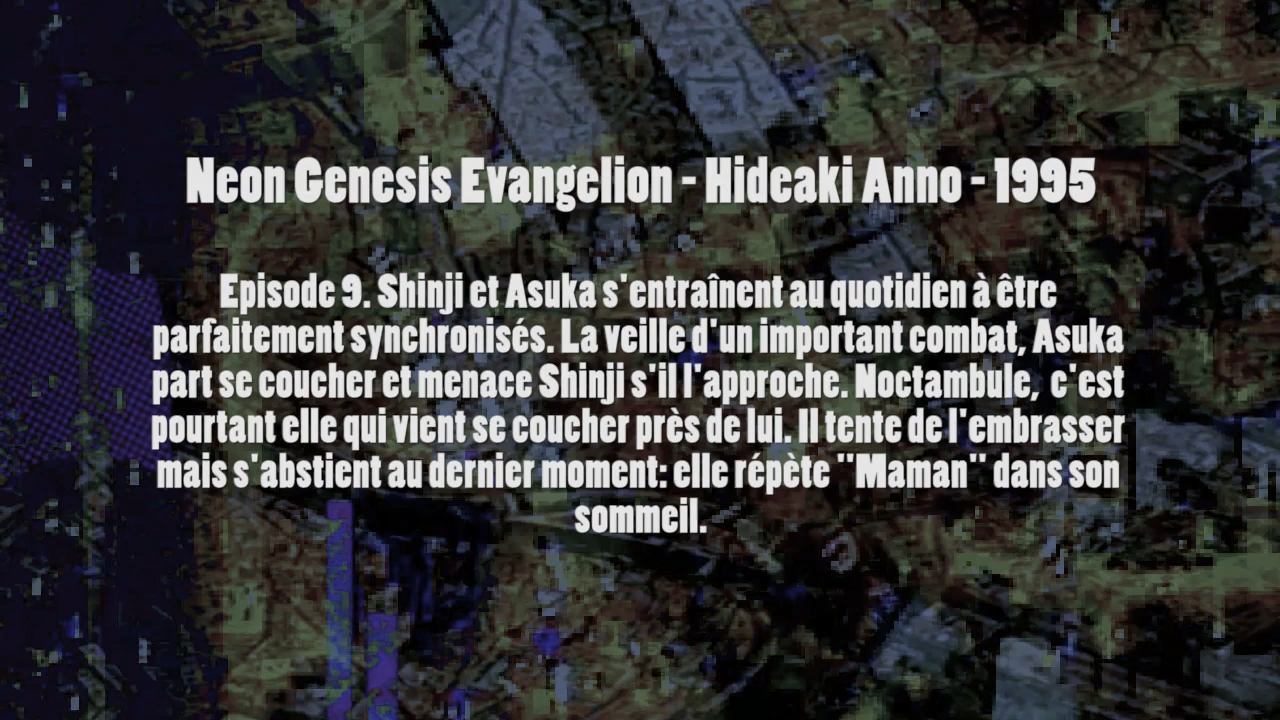 Neon Genesis Evangelion - Hideaki Anno - 1995
Episode 9. Shinji et Asuka s'entraînent au quotidien à être
parfaitement synchronisés. La veille d'un important combat, Asuka
part se coucher et menace Shinji s'il l'approche. Noctambule, c'est
pourtant elle qui vient se coucher près de lui. Il tente de l'embrasser
mais s'abstient au dernier moment: elle répète "Maman" dans son
sommeil.